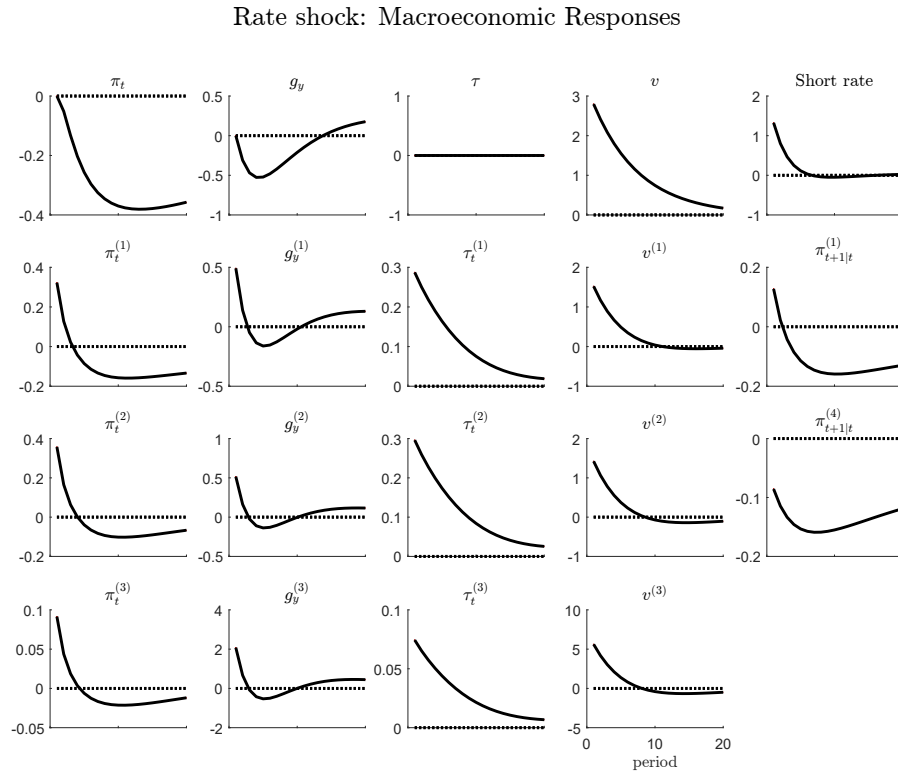 Rate shock: Macroeconomic Responses
π_t g_y τ v Short rate
0 0.5 1 3 2
-0.2 0 0 2 1
-0.4 -0.5 -1 1 0
-1 0 -1
π_t^{(1)} g_y^{(1)} τ_t^{(1)} v^{(1)} π_{t+1|t}^{(1)}
0.4 0.5 0.3 2 0.2
0.2 0 0.2 1 0
0 -0.5 0.1 0 -0.2
-0.2 0 -1
π_t^{(2)} g_y^{(2)} τ_t^{(2)} v^{(2)} π_{t+1|t}^{(4)}
0.4 1 0.3 2 0
0.2 0.5 0.2 1 -0.1
0 0 0.1 0 -0.2
-0.2 -0.5 0 -1
π_t^{(3)} g_y^{(3)} τ_t^{(3)} v^{(3)}
0.1 4 0.1 10
0.05 2 0.05 5
0 0 0 0
-0.05 -2 -5
0 10 20
period